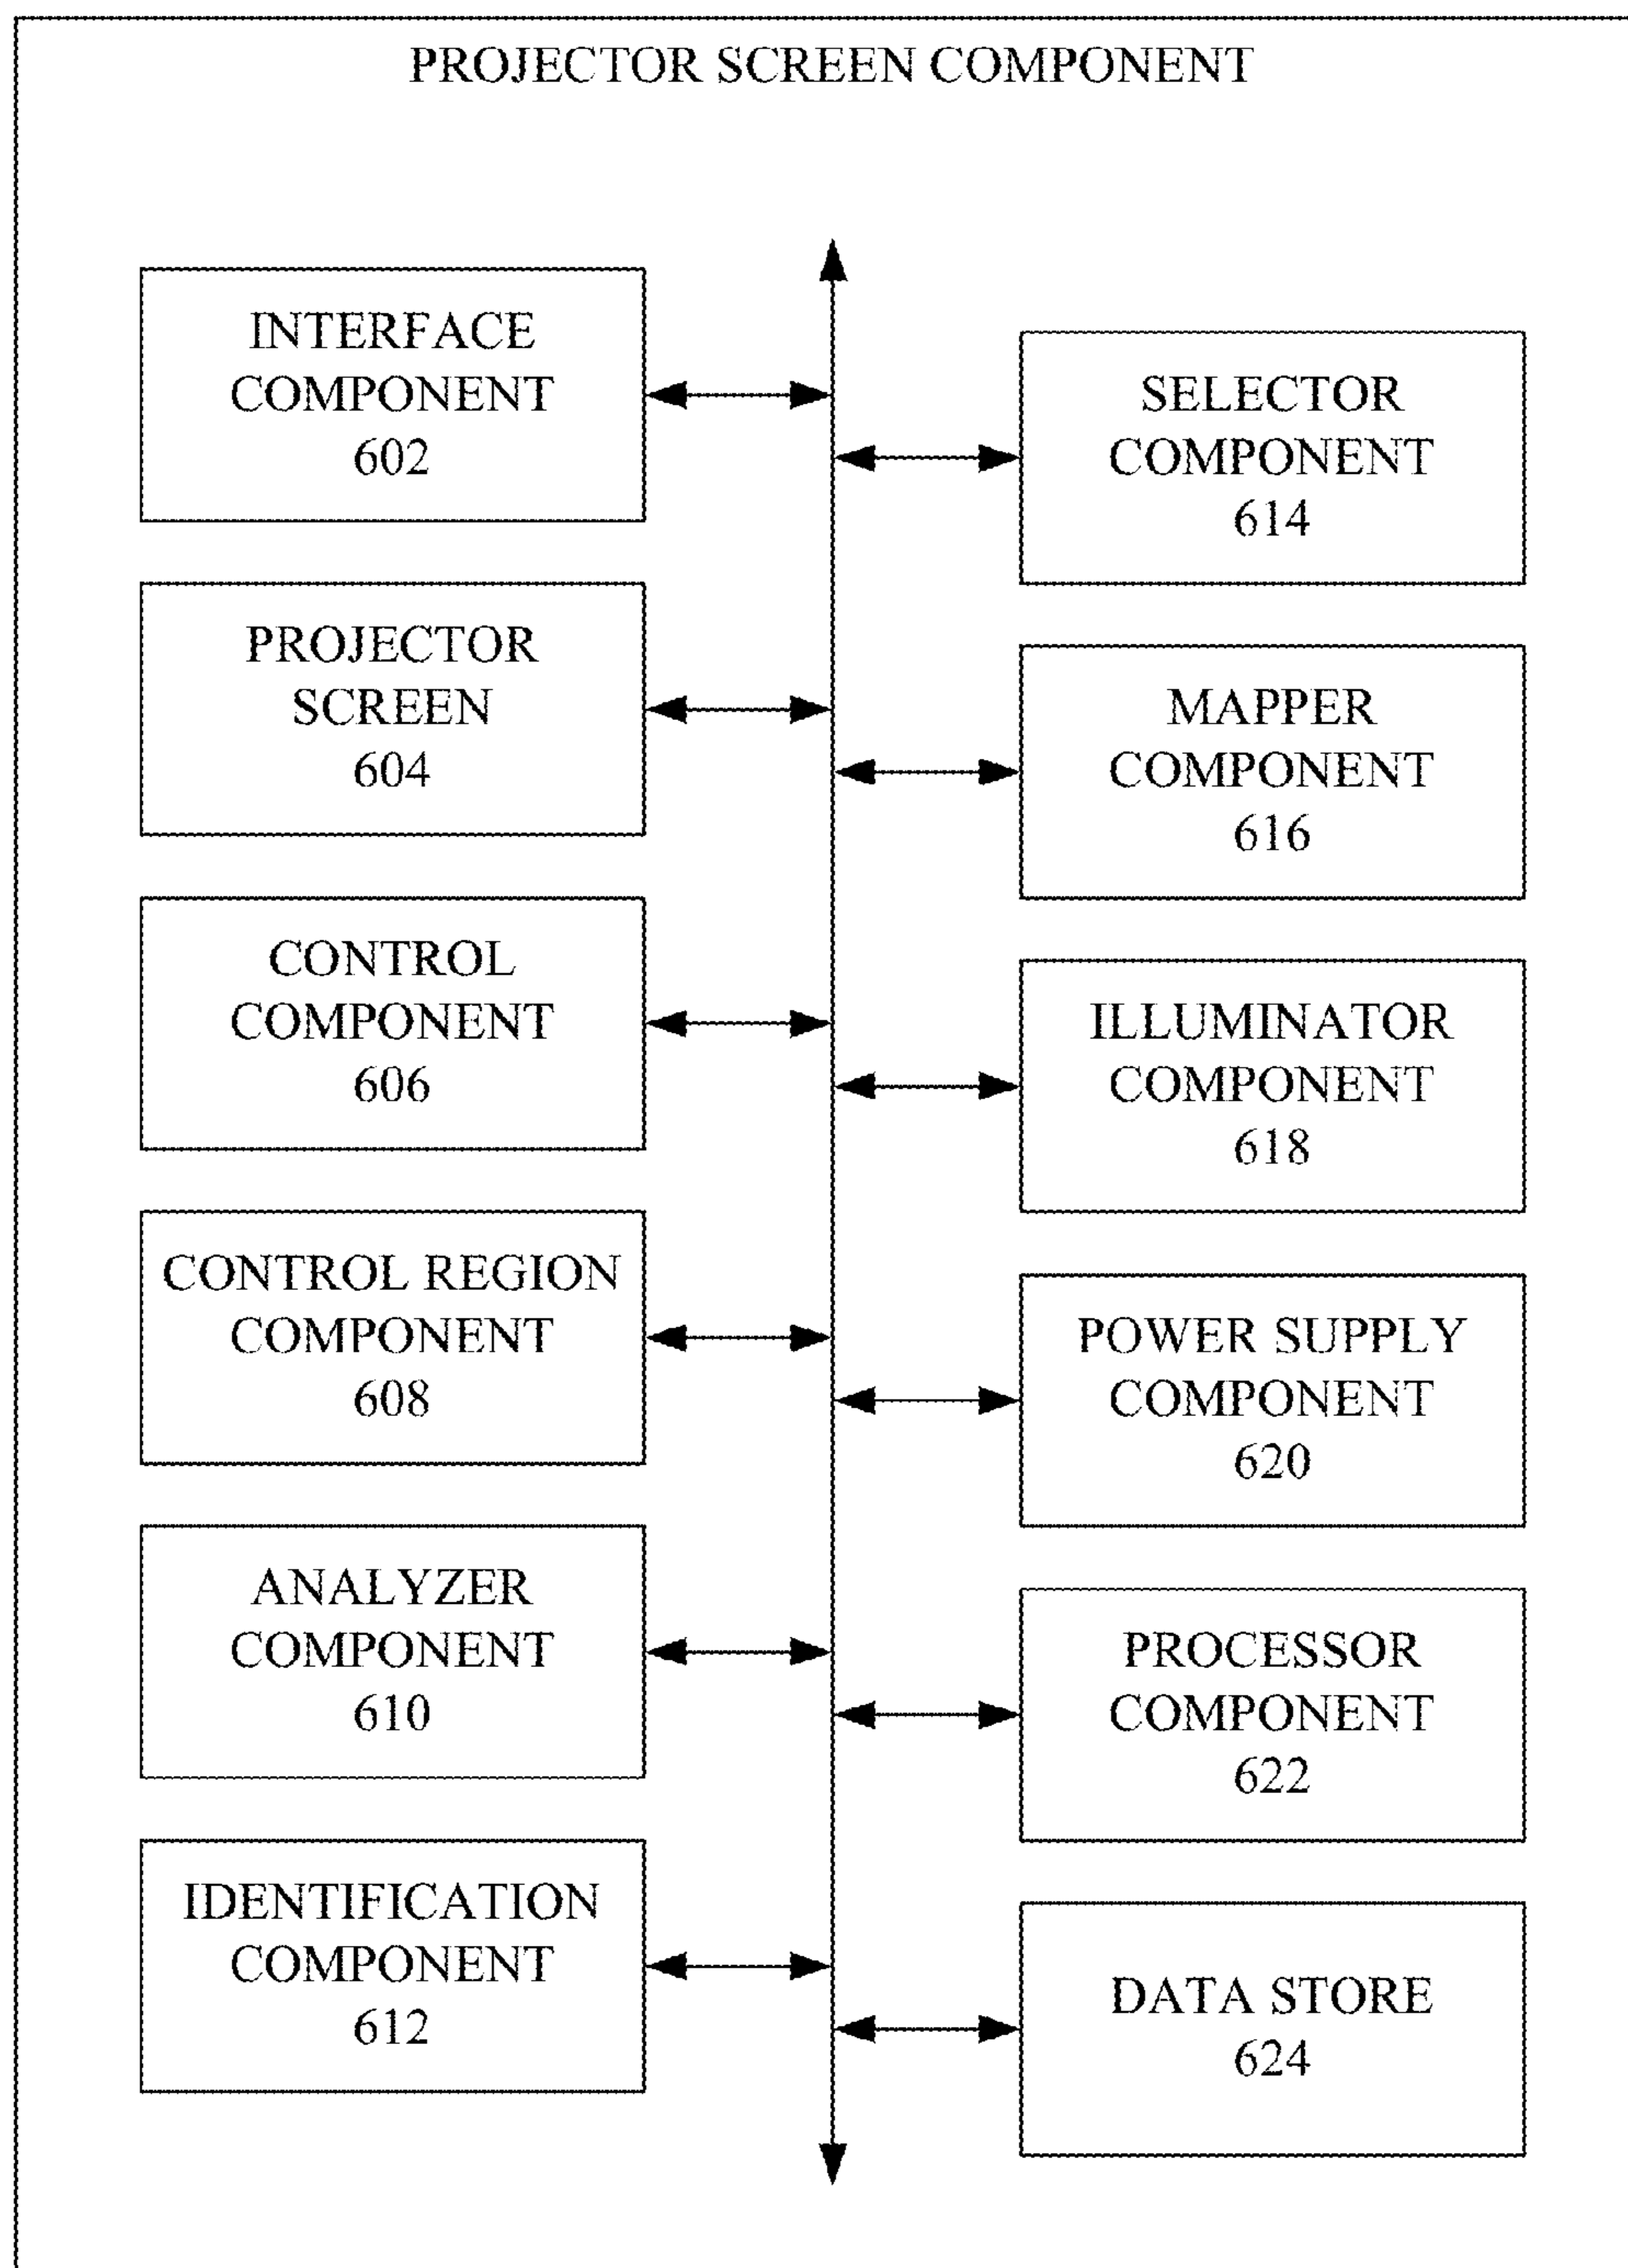 PROJECTOR SCREEN COMPONENT
INTERFACE
COMPONENT
602
PROJECTOR
SCREEN
604
CONTROL
COMPONENT
606
CONTROL REGION
COMPONENT
608
ANALYZER
COMPONENT
610
IDENTIFICATION
COMPONENT
612
SELECTOR
COMPONENT
614
MAPPER
COMPONENT
616
ILLUMINATOR
COMPONENT
618
POWER SUPPLY
COMPONENT
620
PROCESSOR
COMPONENT
622
DATA STORE
624